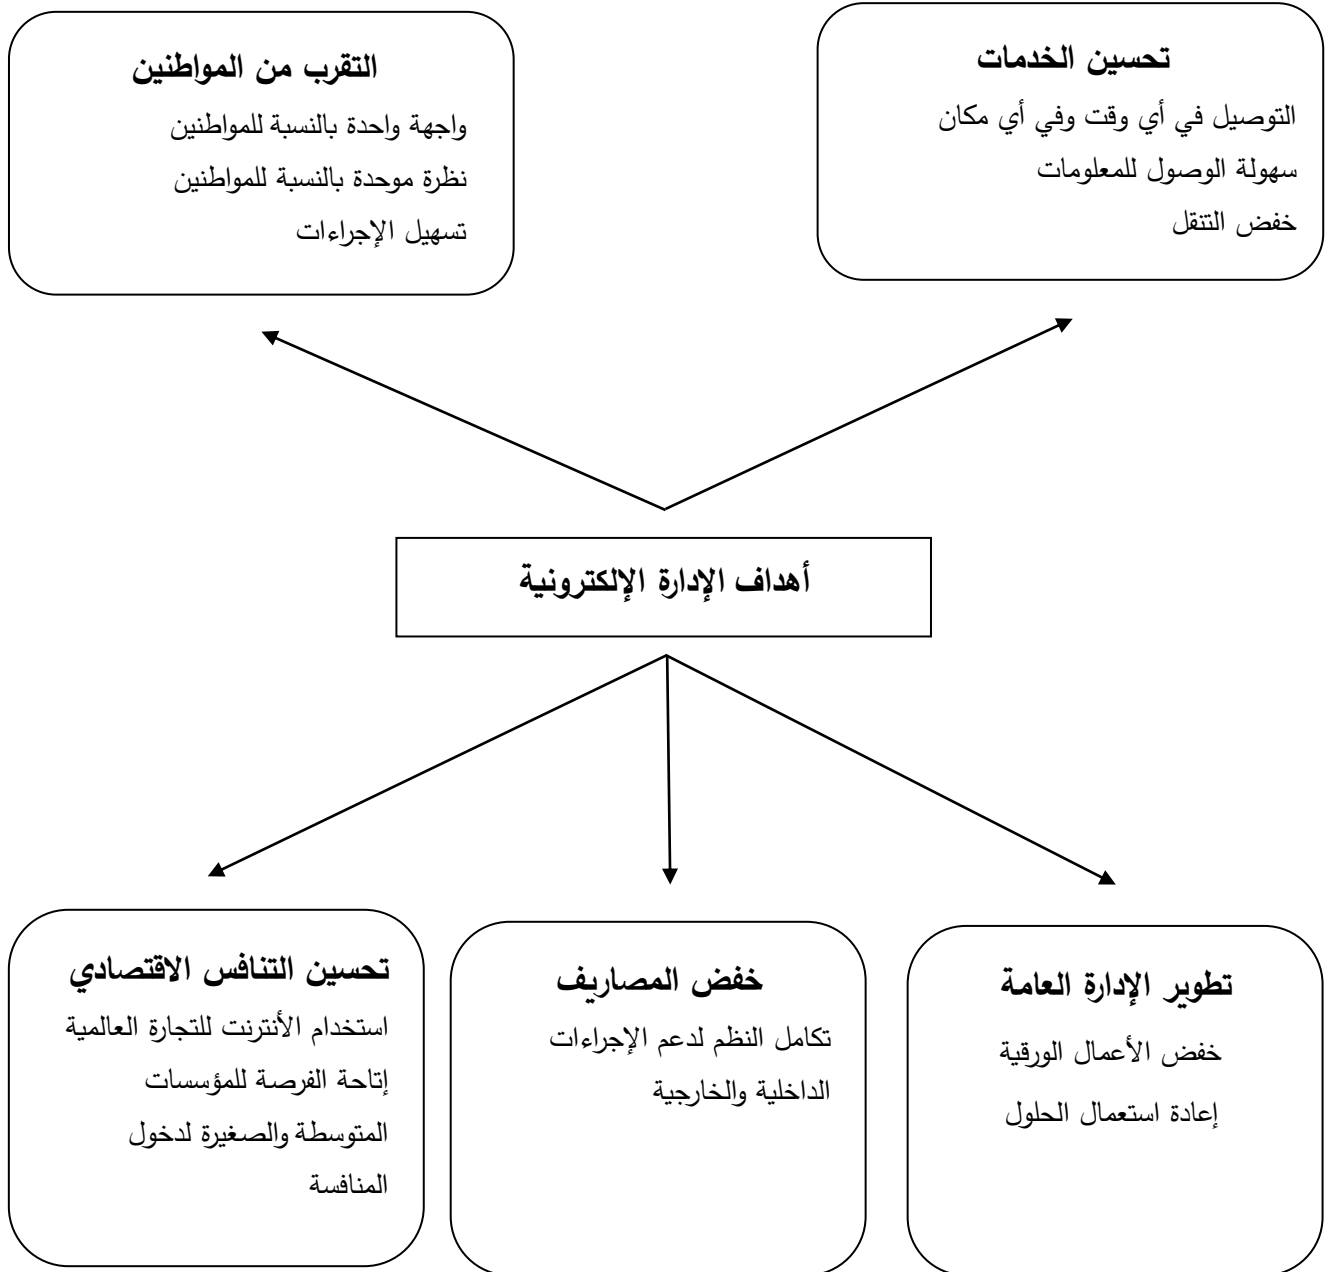 تحسين الخدمات
التوصيل في أي وقت وفي أي مكان
سهولة الوصول للمعلومات
خفض التنقل
التقرب من المواطنين
واجهة واحدة بالنسبة للمواطنين
نظرة موحدة بالنسبة للمواطنين
تسهيل الإجراءات
أهداف الإدارة الإلكترونية
تطوير الإدارة العامة
خفض الأعمال الورقية
إعادة استعمال الحلول
خفض المصاريف
تكامل النظم لدعم الإجراءات
الداخلية والخارجية
تحسين التنافس الاقتصادي
استخدام الأنترنت للتجارة العالمية
إتاحة الفرصة للمؤسسات
المتوسطة والصغيرة لدخول
المنافسة